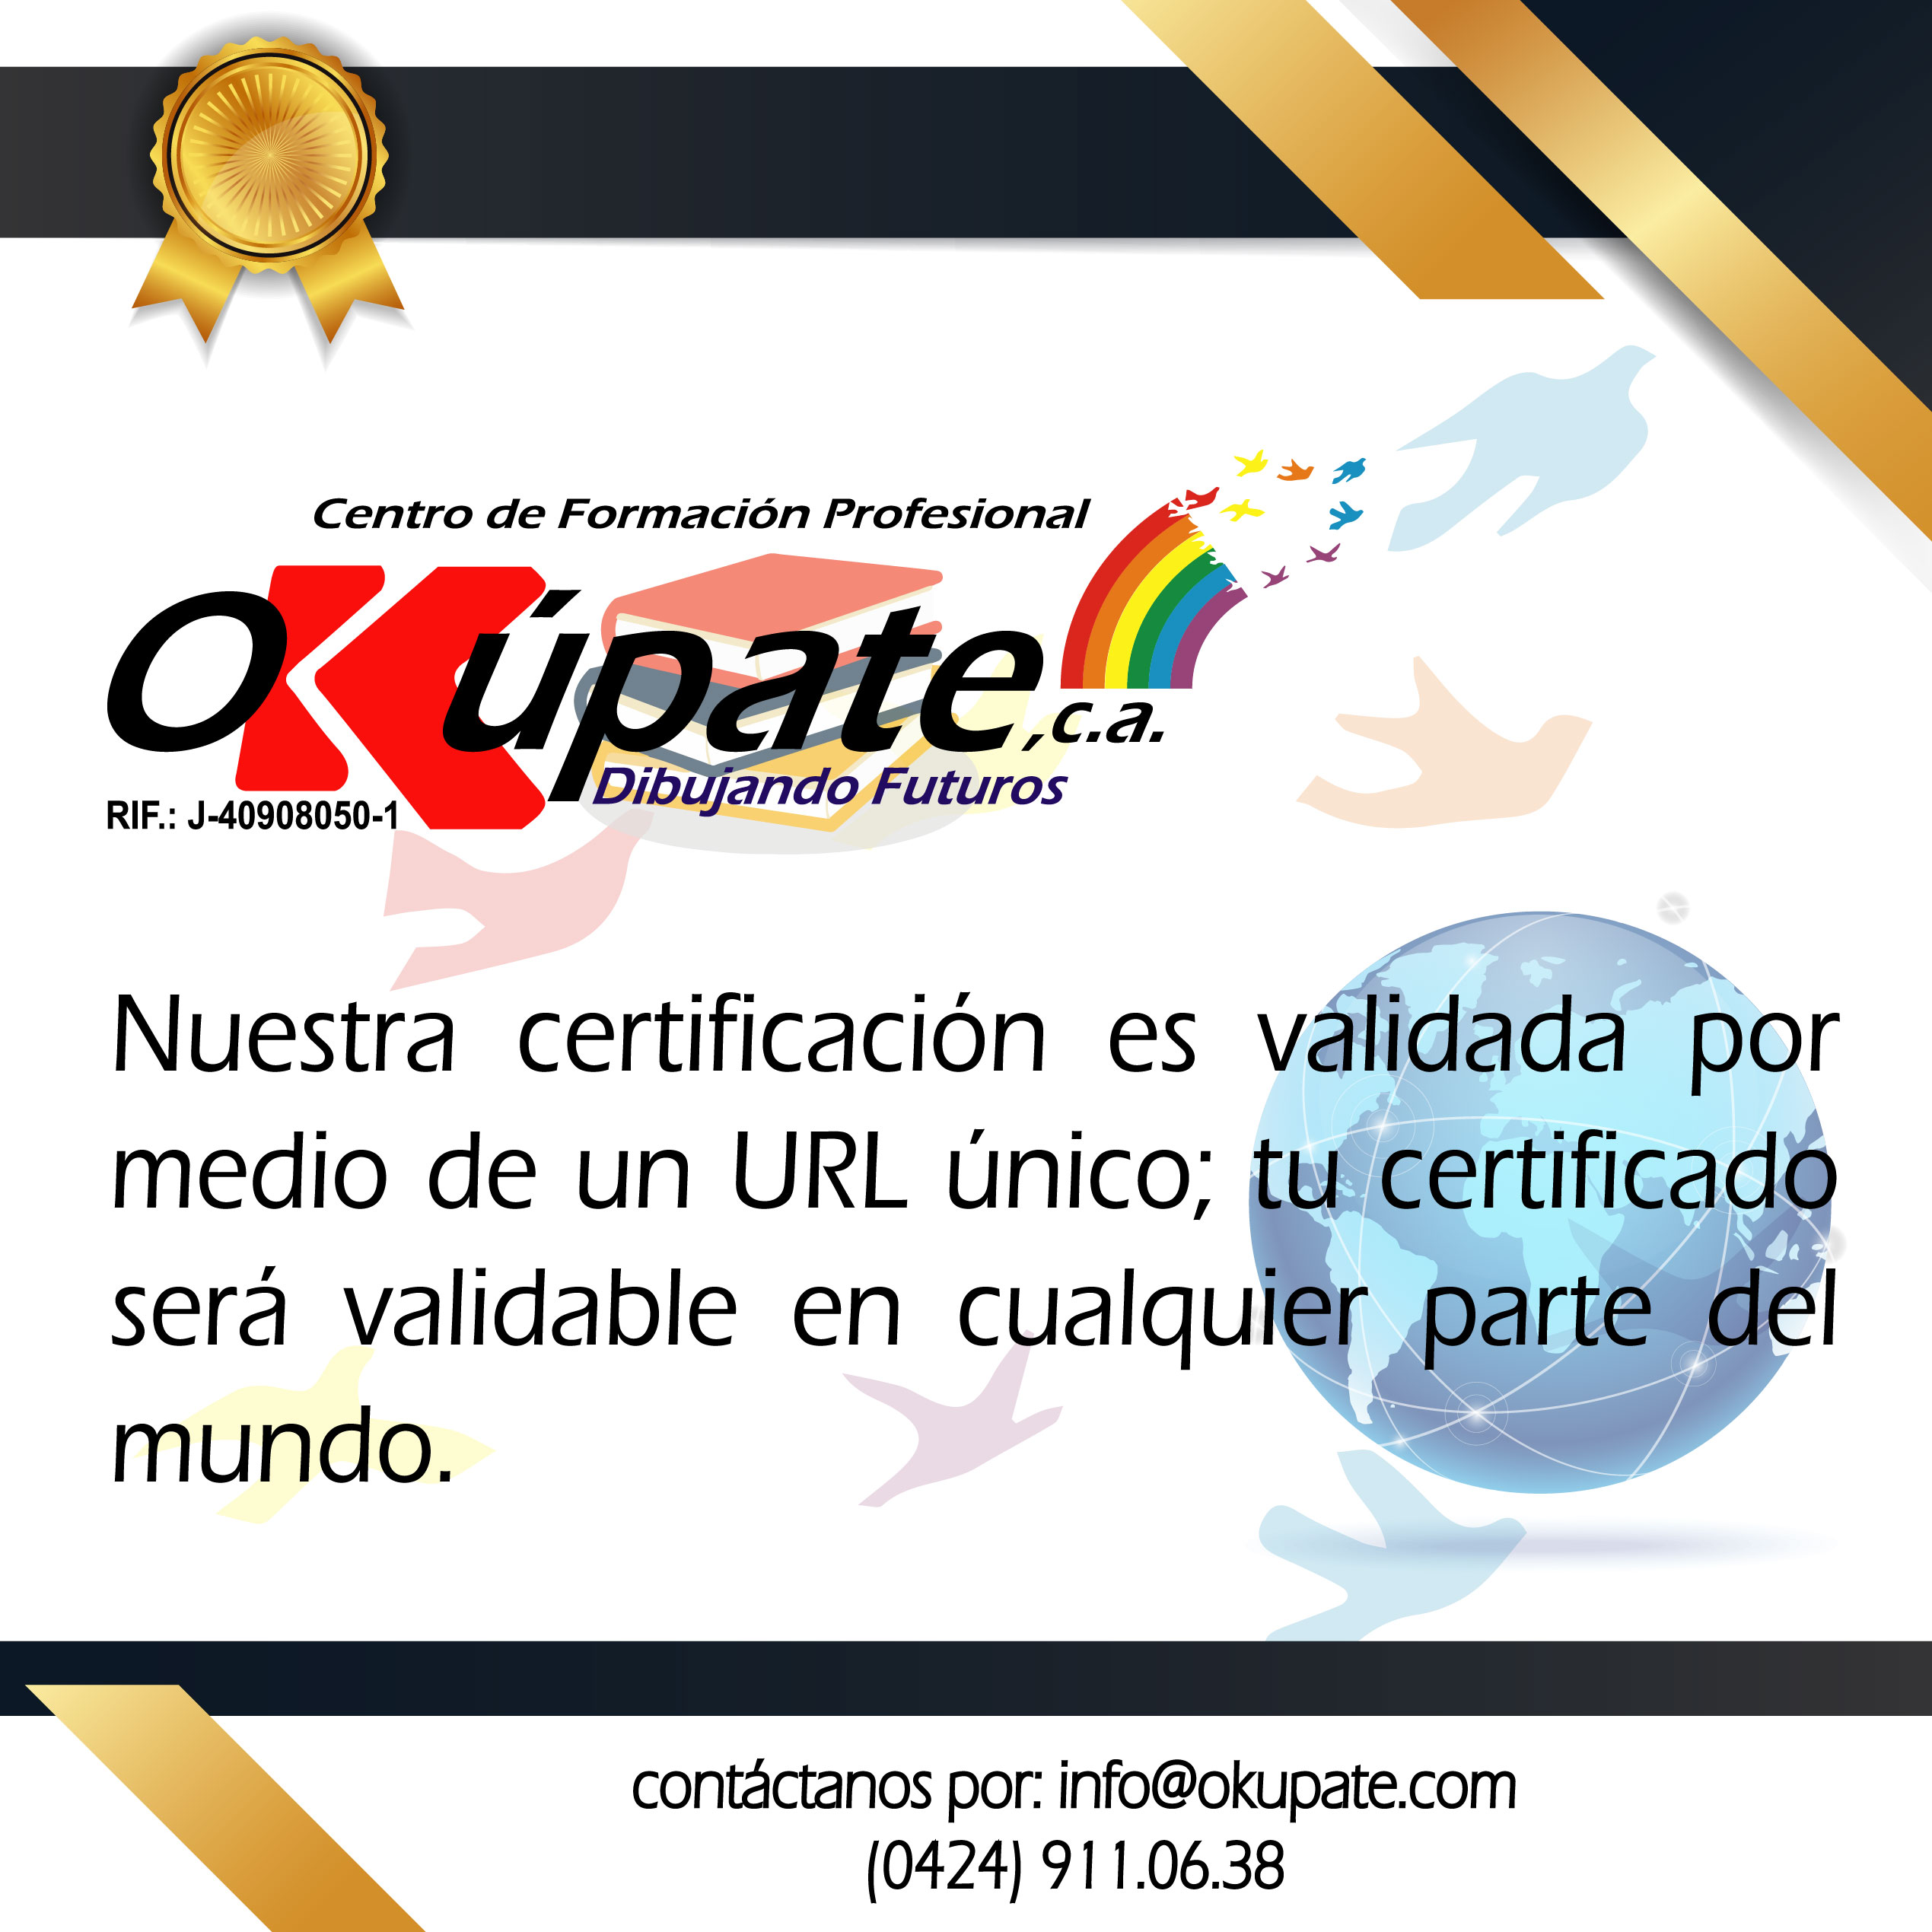 Centro de Formación Profesional
OKúpate, c.a.
Dibujando Futuros
RIF.: J-40908050-1
Nuestra certificación es validada por
medio de un URL único; tu certificado
será validable en cualquier parte del
mundo.
contáctanos por: info@okupate.com
(0424) 911.06.38